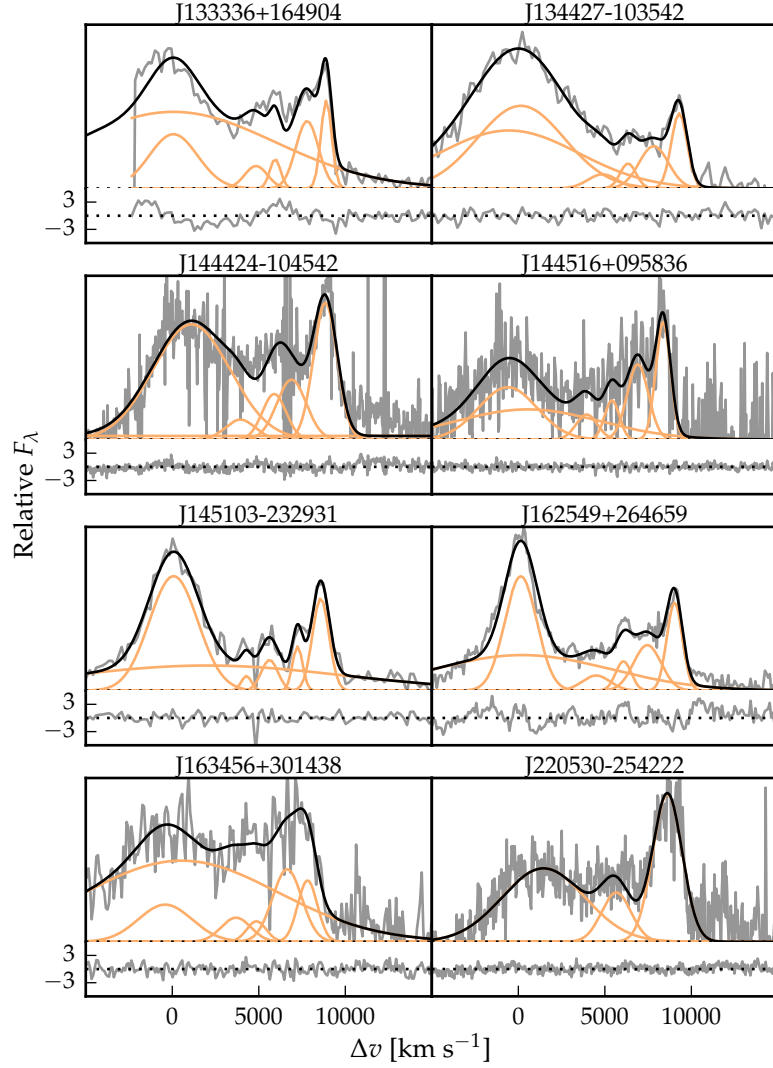 J133336+164904 J134427-103542
3
−3
J144424-104542 J144516+095836
3
−3
Relative Fλ
J145103-232931 J162549+264659
3
−3
J163456+301438 J220530-254222
3
−3
0 5000 10000 0 5000 10000
Δv [km s⁻¹]